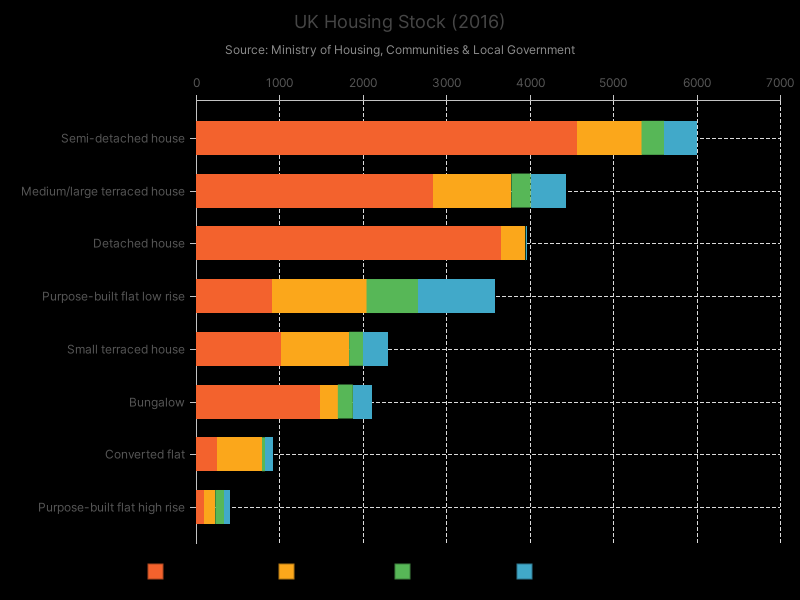 UK Housing Stock (2016)
Source: Ministry of Housing, Communities & Local Government
0 1000 2000 3000 4000 5000 6000 7000
Semi-detached house
Medium/large terraced house
Detached house
Purpose-built flat low rise
Small terraced house
Bungalow
Converted flat
Purpose-built flat high rise